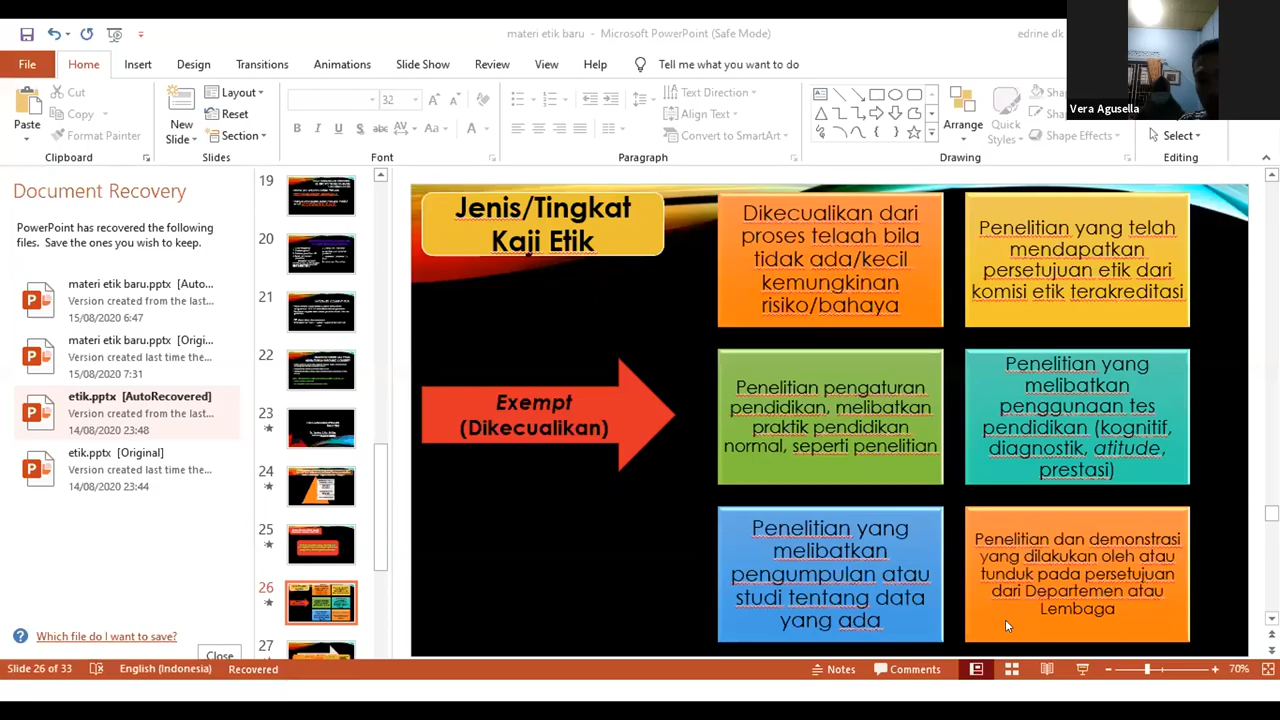 materi etik baru - Microsoft PowerPoint (Safe Mode)
edrine dk
Vera Agusella
File Home Insert Design Transitions Animations Slide Show Review View Help Tell me what you want to do
Paste
Cut
Copy
Format Painter
Clipboard
New Slide
Layout
Reset
Section
Slides
32
Font
Text Direction
Align Text
Convert to SmartArt
Paragraph
Arrange
Quick Styles
Shape Effects
Drawing
Select
Editing
Document Recovery
PowerPoint has recovered the following
files. Save the ones you wish to keep.
materi etik baru.pptx [Auto...
Version created from the last...
15/08/2020 6:47
materi etik baru.pptx [Origi...
Version created last time the...
15/08/2020 7:31
etik.pptx [AutoRecovered]
Version created from the last...
14/08/2020 23:48
etik.pptx [Original]
Version created last time the...
14/08/2020 23:44
Which file do I want to save?
Close
19
20
21
22
23
24
25
26
27
Jenis/Tingkat
Kaji Etik
Exempt
(Dikecualikan)
Dikecualikan dari
proses telaah bila
tidak ada/kecil
kemungkinan
risiko/bahaya
Penelitian yang telah
mendapatkan
persetujuan etik dari
komisi etik terakreditasi
Penelitian pengaturan
pendidikan, melibatkan
praktik pendidikan
normal, seperti penelitian
Penelitian yang
melibatkan
penggunaan tes
pendidikan (kognitif,
diagnostik, atitude,
prestasi)
Penelitian yang
melibatkan
pengumpulan atau
studi tentang data
yang ada
Penelitian dan demonstrasi
yang dilakukan oleh atau
tunduk pada persetujuan
dari Departemen atau
Lembaga
Slide 26 of 33 English (Indonesia) Recovered Notes Comments 70%